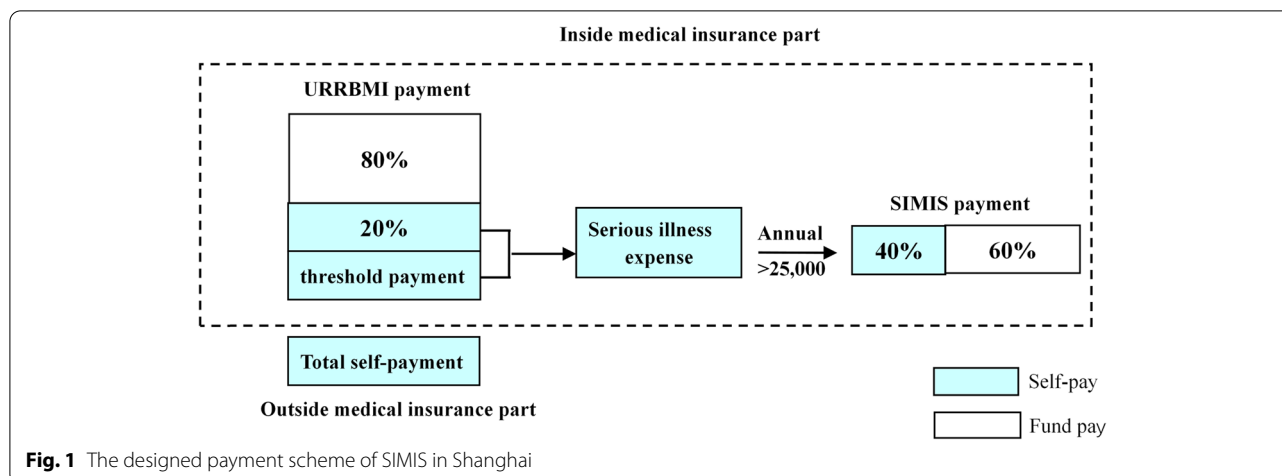 Inside medical insurance part
URRBMI payment
80%
20%
threshold payment
Serious illness
expense
Annual
>25,000
SIMIS payment
40%
60%
Total self-payment
Outside medical insurance part
Self-pay
Fund pay
Fig. 1 The designed payment scheme of SIMIS in Shanghai